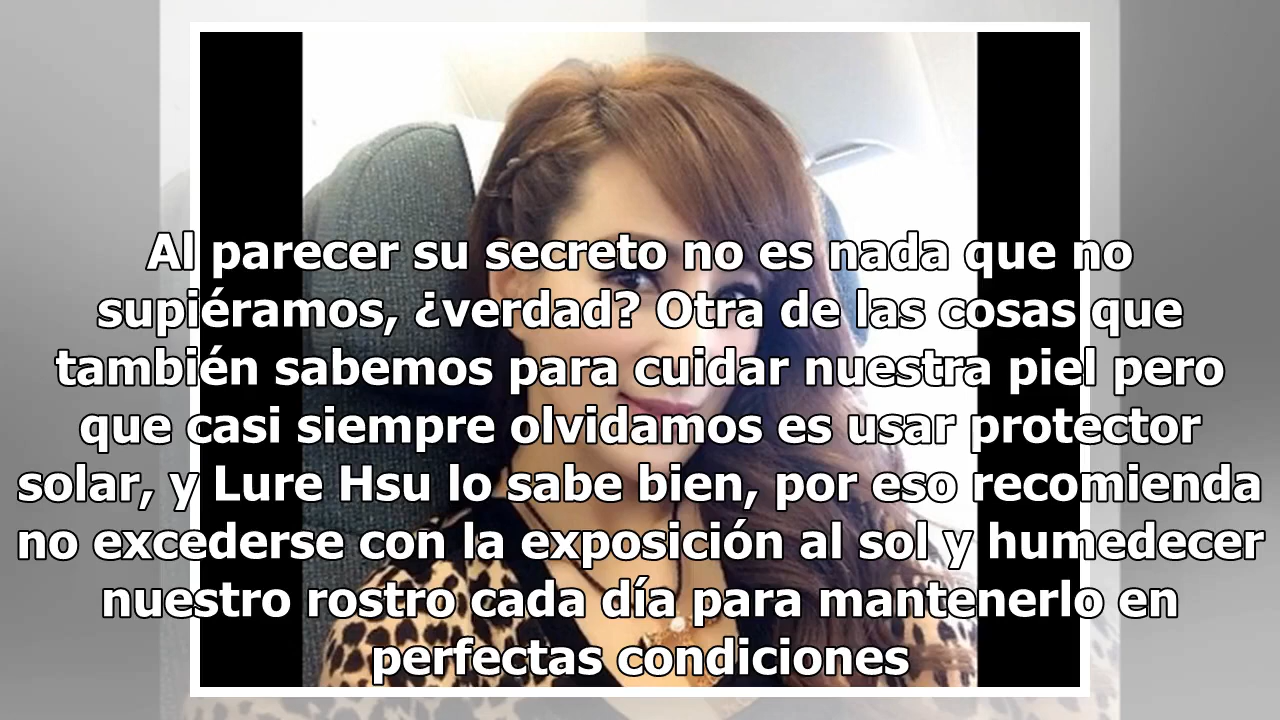 Al parecer su secreto no es nada que no
supiéramos, ¿verdad? Otra de las cosas que
también sabemos para cuidar nuestra piel pero
que casi siempre olvidamos es usar protector
solar, y Lure Hsu lo sabe bien, por eso recomienda
no excederse con la exposición al sol y humedecer
nuestro rostro cada día para mantenerlo en
perfectas condiciones